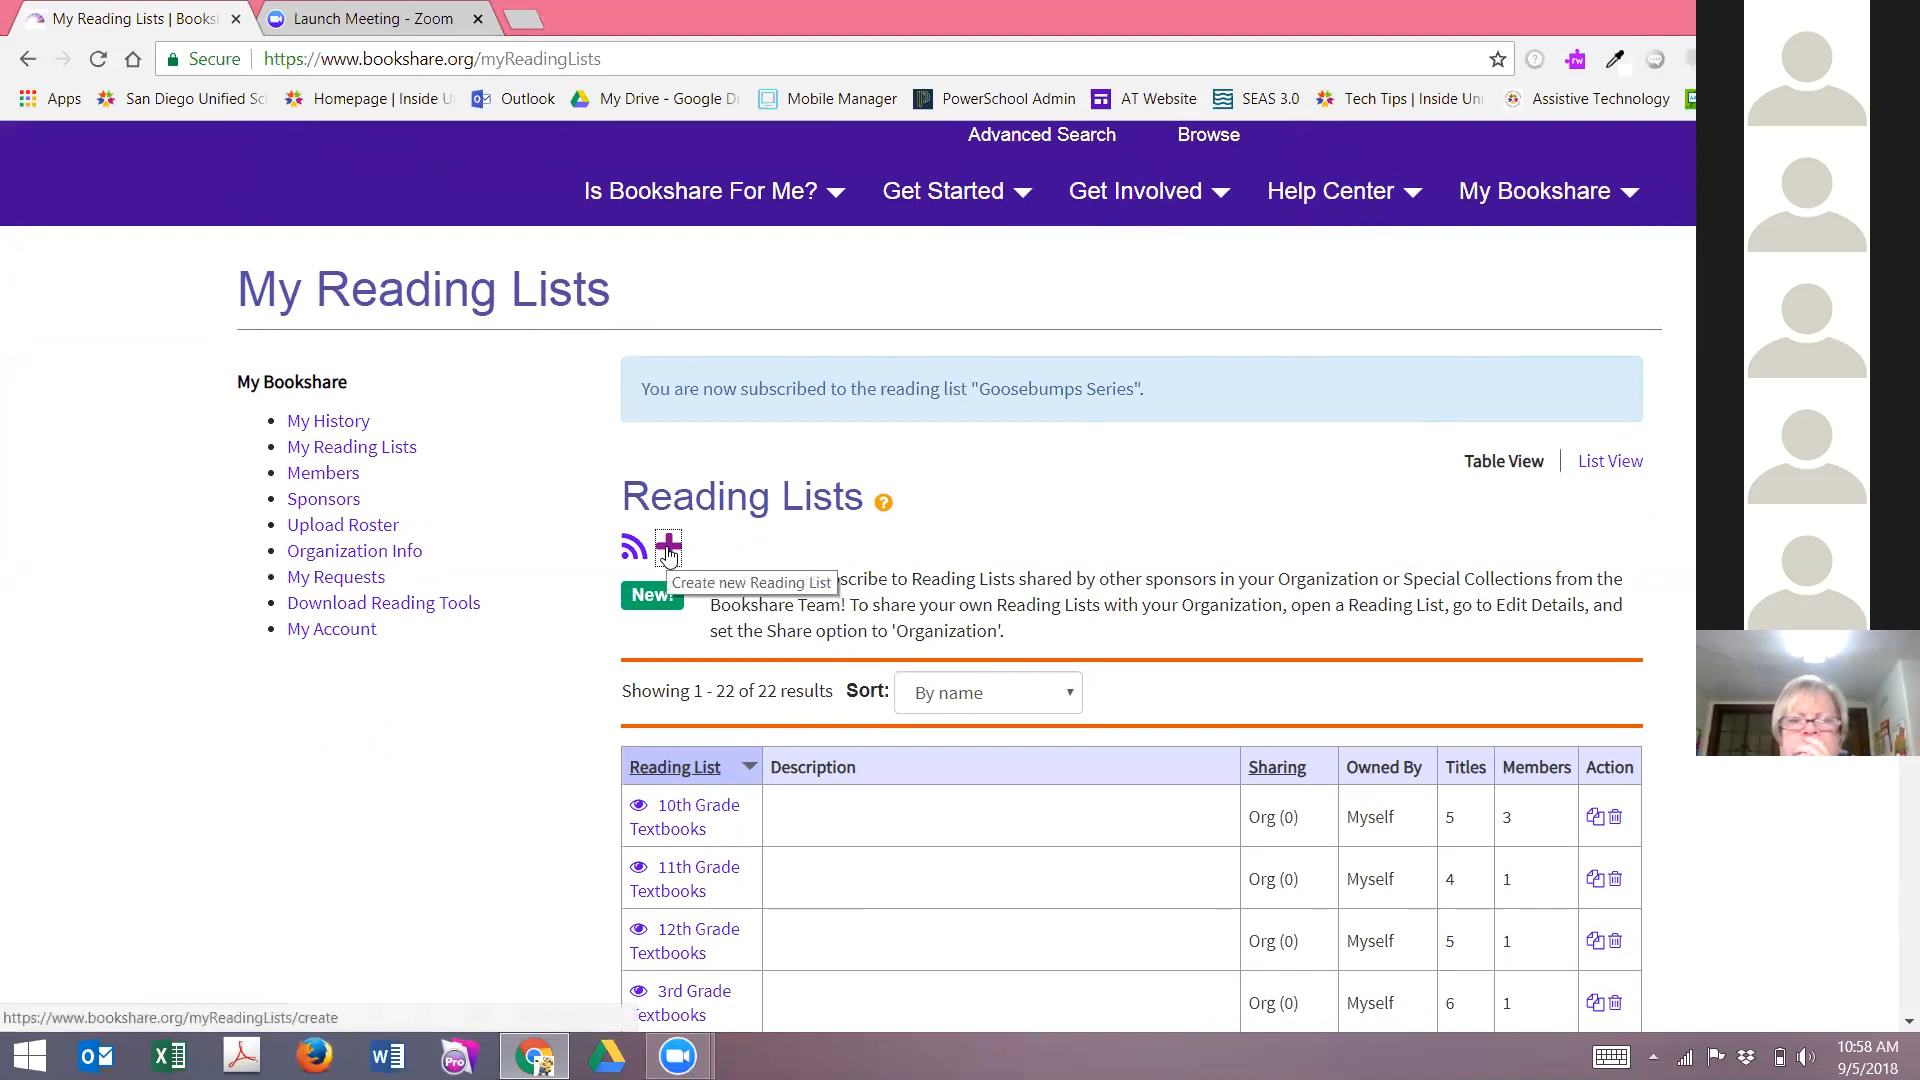 My Reading Lists | Books
Launch Meeting - Zoom
Secure
https://www.bookshare.org/myReadingLists
Apps
San Diego Unified Sc
Homepage | Inside U
Outlook
My Drive - Google D
Mobile Manager
PowerSchool Admin
AT Website
SEAS 3.0
Tech Tips | Inside Un
Assistive Technology
Advanced Search
Browse
Is Bookshare For Me?
Get Started
Get Involved
Help Center
My Bookshare
My Reading Lists
My Bookshare
My History
My Reading Lists
Members
Sponsors
Upload Roster
Organization Info
My Requests
Download Reading Tools
My Account
You are now subscribed to the reading list "Goosebumps Series".
Table View
List View
Reading Lists ?
Create new Reading List
New!
scribe to Reading Lists shared by other sponsors in your Organization or Special Collections from the
Bookshare Team! To share your own Reading Lists with your Organization, open a Reading List, go to Edit Details, and
set the Share option to 'Organization'.
Showing 1 - 22 of 22 results Sort: By name
Reading List Description Sharing Owned By Titles Members Action
10th Grade
Textbooks
Org (0) Myself 5 3
11th Grade
Textbooks
Org (0) Myself 4 1
12th Grade
Textbooks
Org (0) Myself 5 1
3rd Grade
Textbooks
Org (0) Myself 6 1
https://www.bookshare.org/myReadingLists/create
Pro
10:58 AM
9/5/2018